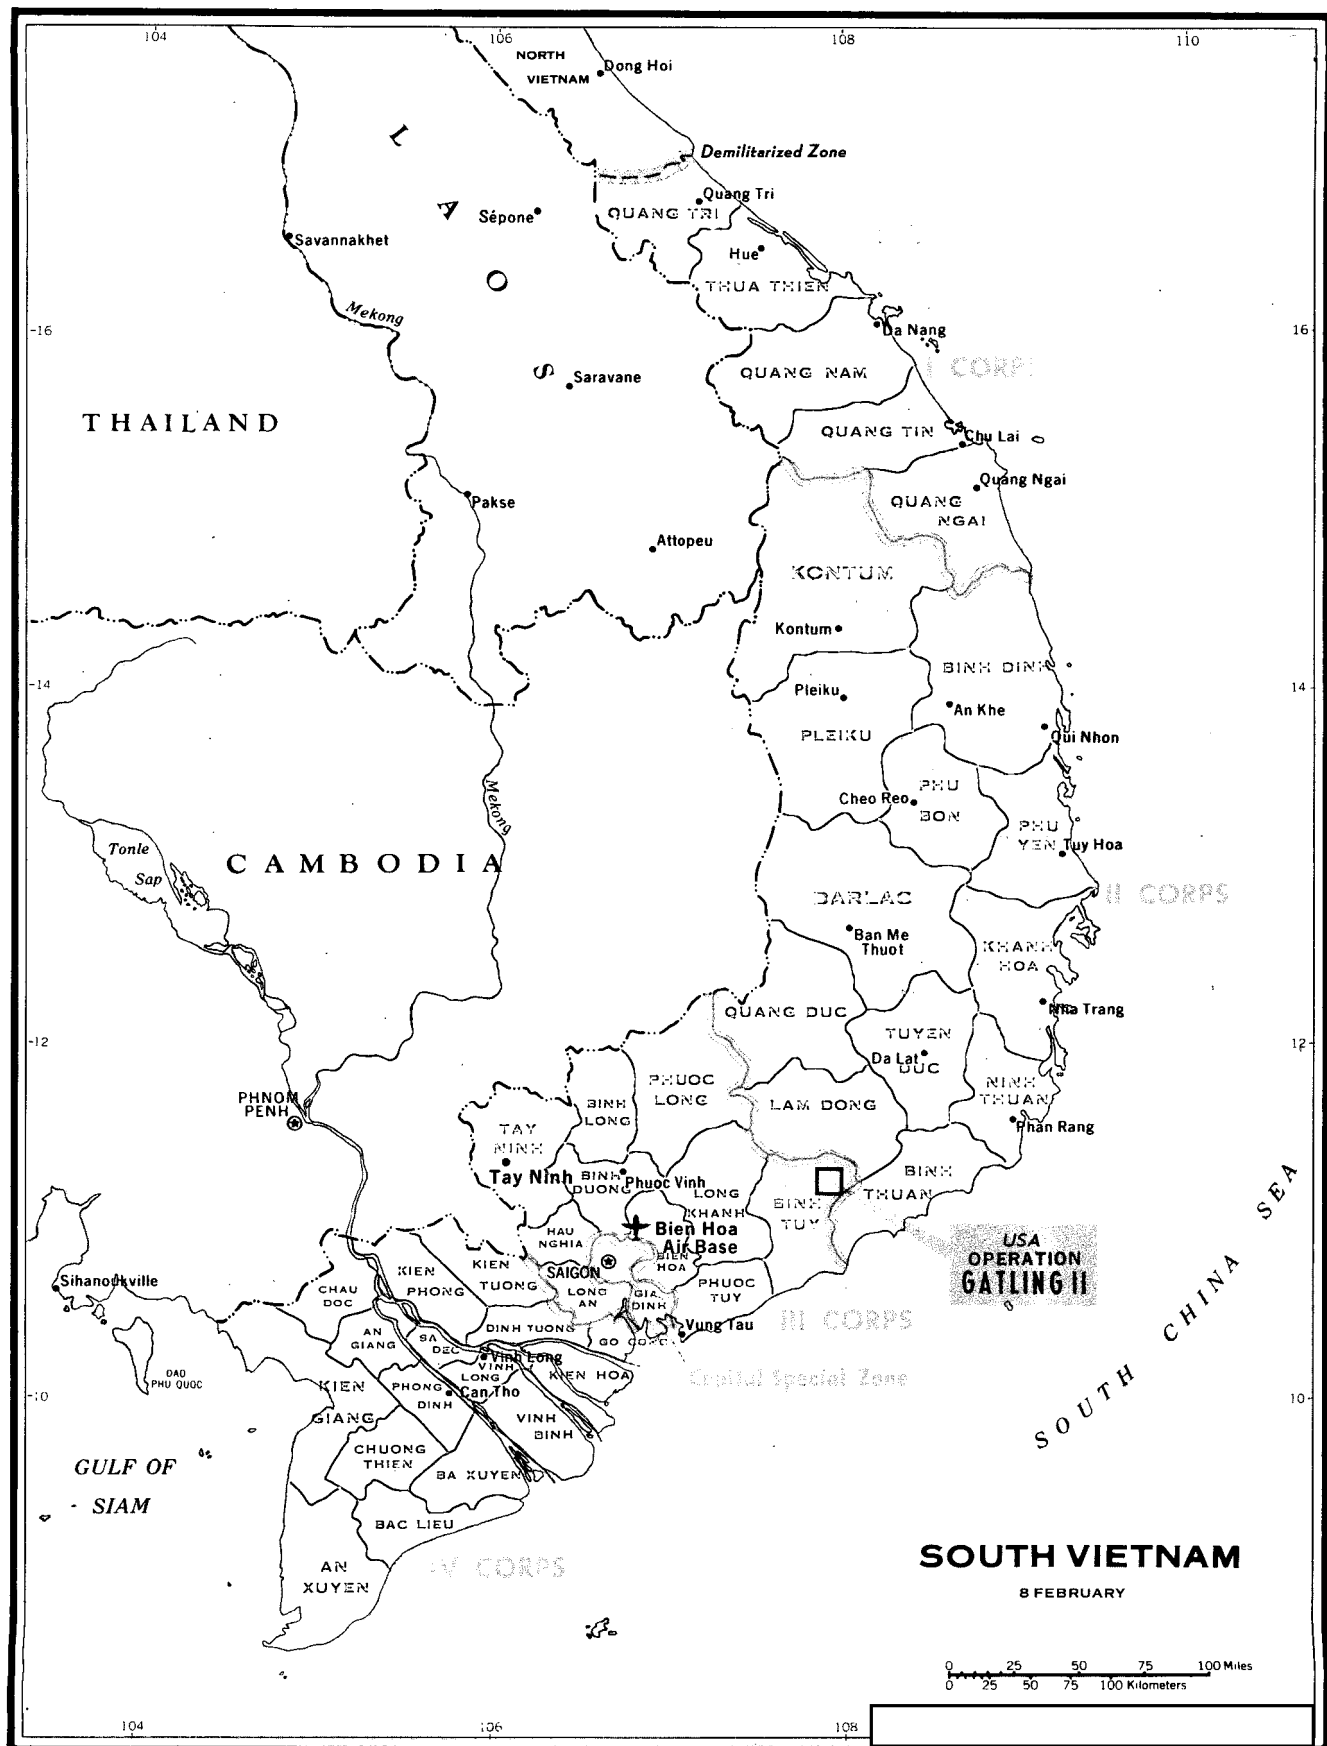 104
106
108
110
NORTH
VIETNAM
Dong Hoi
L
A
O
S
Demilitarized Zone
Quang Tri
QUANG TRI
Sépone
Savannakhet
Hue
THUA THIEN
Mekong
16
Da Nang
16
I CORPS
QUANG NAM
Saravane
THAILAND
QUANG TIN
Chu Lai
Quang Ngai
QUANG
NGAI
Pakse
Attopeu
KONTUM
Kontum
BINH DINH
14
14
Pleiku
An Khe
PLEIKU
Qui Nhon
PHU
BON
Cheo Reo
Mekong
PHU
YEN
Tuy Hoa
Tonle
Sap
CAMBODIA
DARLAC
II CORPS
Ban Me
Thuot
KHANH
HOA
QUANG DUC
Nha Trang
TUYEN
DUC
Da Lat
12
12
PHUOC
LONG
NINH
THUAN
PHNOM
PENH
BINH
LONG
LAM DONG
Phan Rang
TAY
NINH
Tay Ninh
BINH
DUONG
Phuoc Vinh
BINH
THUAN
LONG
KHANH
BINH
TUY
HAU
NGHIA
Bien Hoa
Air Base
BIEN
HOA
USA
OPERATION
GATLING II
SAIGON
KIEN
PHONG
KIEN
TUONG
Sihanoukville
CHAU
DOC
LONG
AN
GIA
DINH
PHUOC
TUY
III CORPS
AN
GIANG
SA
DEC
DINH TUONG
GO CONG
Vung Tau
Vinh Long
VINH
LONG
KIEN HOA
Capital Special Zone
DAO
PHU QUOC
KIEN
GIANG
PHONG
DINH
Can Tho
10
10
VINH
BINH
CHUONG
THIEN
BA XUYEN
GULF OF
SIAM
SOUTH CHINA SEA
BAC LIEU
AN
XUYEN
IV CORPS
SOUTH VIETNAM
8 FEBRUARY
0 25 50 75 100 Miles
0 25 50 75 100 Kilometers
104
106
108